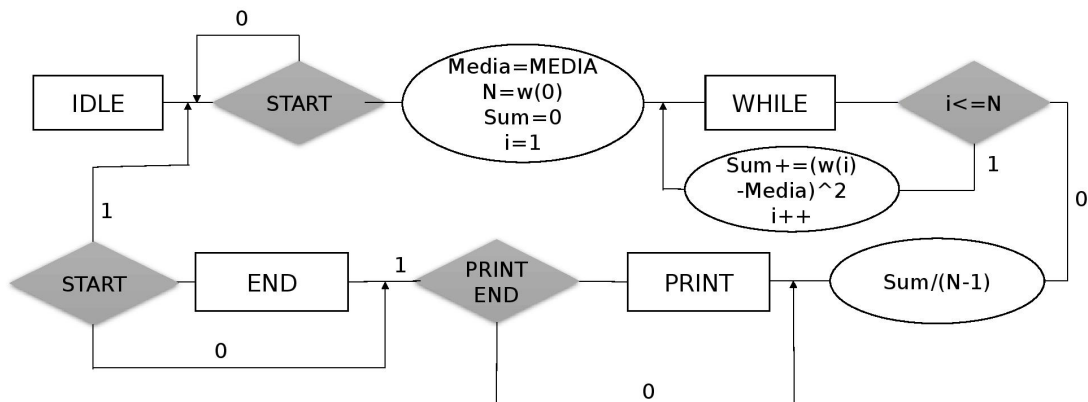 0
IDLE
START
Media=MEDIA
N=w(0)
Sum=0
i=1
WHILE
i<=N
Sum+=(w(i)
-Media)^2
i++
1
0
1
START
END
1
PRINT
END
PRINT
Sum/(N-1)
0
0